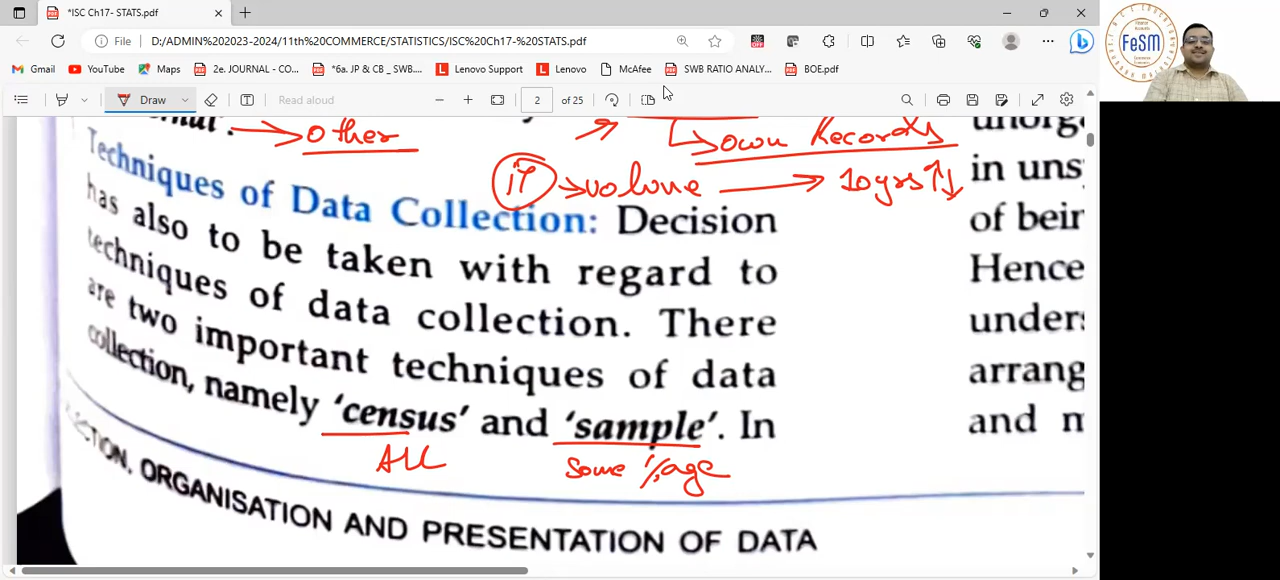 *ISC Ch17- STATS.pdf
File D:/ADMIN%202023-2024/11th%20COMMERCE/STATISTICS/ISC%20CH17-%20STATS.pdf
Gmail YouTube Maps 2e. JOURNAL - CO... *6a. JP & CB _SWB... Lenovo Support Lenovo McAfee SWB RATIO ANALY... BOE.pdf
Draw Read aloud 2 of 25
FeSM
other
own Records
if volume 10yrs
Techniques of Data Collection: Decision
has also to be taken with regard to
techniques of data collection. There
are two important techniques of data
collection, namely 'census' and 'sample'. In
All
Some %age
ORGANISATION AND PRESENTATION OF DATA
in uns
of bein
Hence
under
arrang
and m